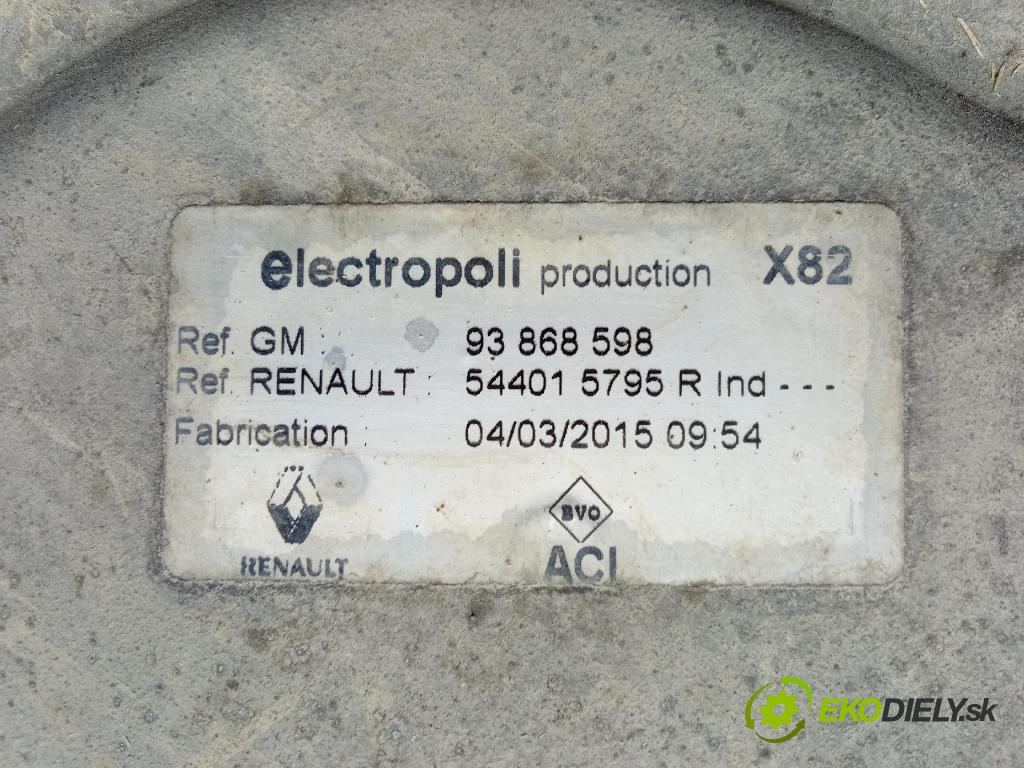 electropoli production X82
Ref. GM : 93 868 598
Ref. RENAULT : 54401 5795 R Ind - - -
Fabrication : 04/03/2015 09:54
BVO
RENAULT ACI
EKODIELY.sk